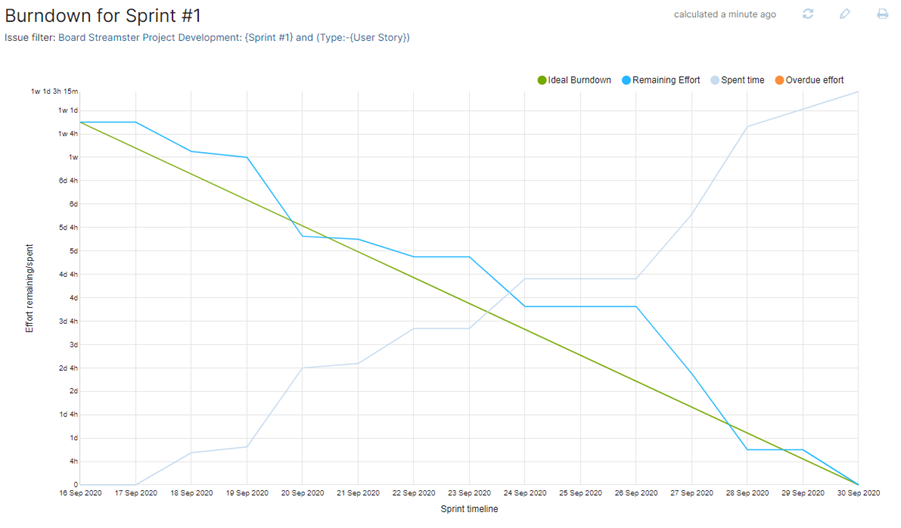 Burndown for Sprint #1
calculated a minute ago
Issue filter: Board Streamster Project Development: {Sprint #1} and (Type:-{User Story})
Ideal Burndown Remaining Effort Spent time Overdue effort
1w 1d 3h 15m
1w 1d
1w 4h
1w
6d 4h
6d
5d 4h
5d
4d 4h
4d
3d 4h
3d
2d 4h
2d
1d 4h
1d
4h
0
Effort remaining/spent
16 Sep 2020 17 Sep 2020 18 Sep 2020 19 Sep 2020 20 Sep 2020 21 Sep 2020 22 Sep 2020 23 Sep 2020 24 Sep 2020 25 Sep 2020 26 Sep 2020 27 Sep 2020 28 Sep 2020 29 Sep 2020 30 Sep 2020
Sprint timeline